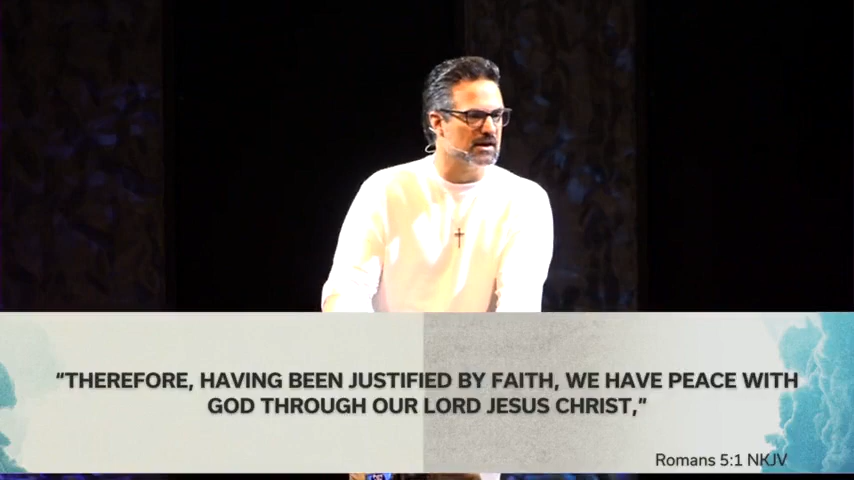 “THEREFORE, HAVING BEEN JUSTIFIED BY FAITH, WE HAVE PEACE WITH
GOD THROUGH OUR LORD JESUS CHRIST,”
Romans 5:1 NKJV